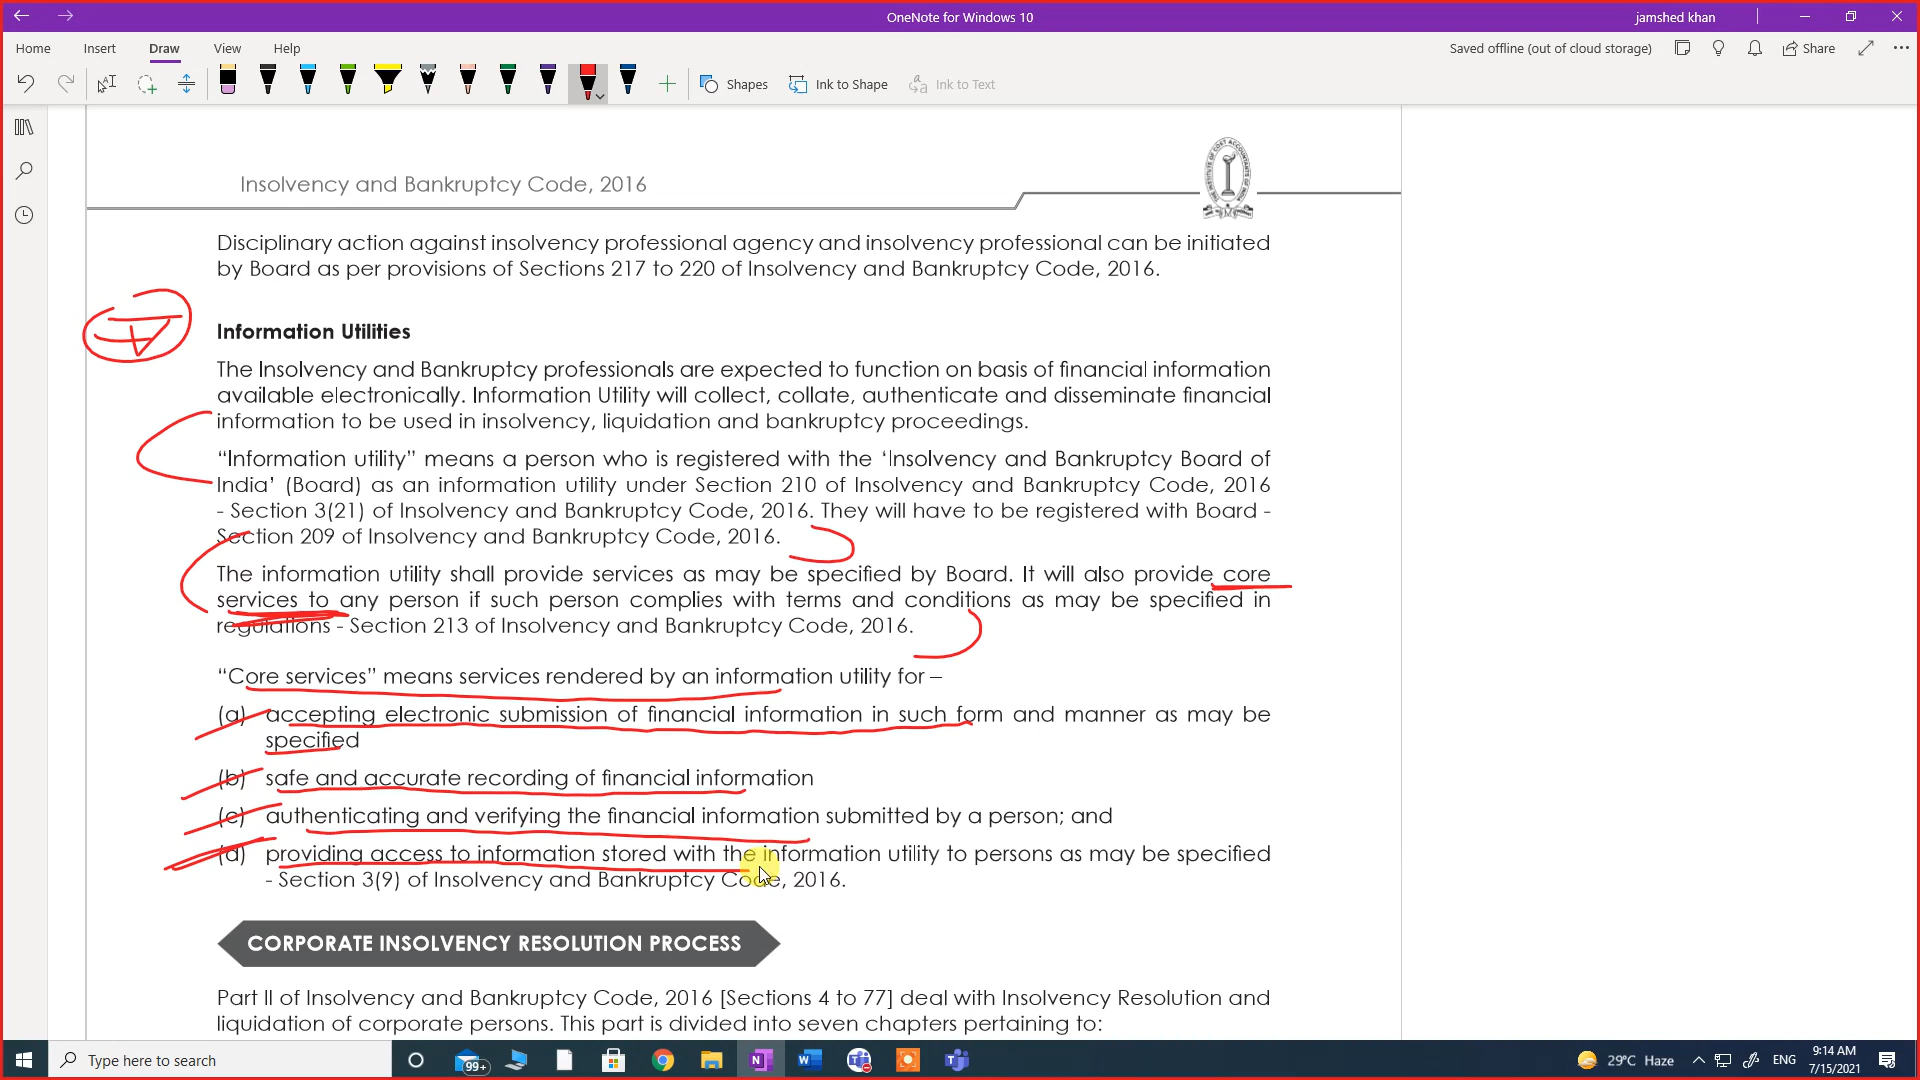 OneNote for Windows 10
jamshed khan
Home Insert Draw View Help
Saved offline (out of cloud storage)
Share
Shapes
Ink to Shape
Ink to Text
Insolvency and Bankruptcy Code, 2016
Disciplinary action against insolvency professional agency and insolvency professional can be initiated
by Board as per provisions of Sections 217 to 220 of Insolvency and Bankruptcy Code, 2016.
Information Utilities
The Insolvency and Bankruptcy professionals are expected to function on basis of financial information
available electronically. Information Utility will collect, collate, authenticate and disseminate financial
information to be used in insolvency, liquidation and bankruptcy proceedings.
“Information utility” means a person who is registered with the ‘Insolvency and Bankruptcy Board of
India’ (Board) as an information utility under Section 210 of Insolvency and Bankruptcy Code, 2016
- Section 3(21) of Insolvency and Bankruptcy Code, 2016. They will have to be registered with Board -
Section 209 of Insolvency and Bankruptcy Code, 2016.
The information utility shall provide services as may be specified by Board. It will also provide core
services to any person if such person complies with terms and conditions as may be specified in
regulations - Section 213 of Insolvency and Bankruptcy Code, 2016.
“Core services” means services rendered by an information utility for –
(a) accepting electronic submission of financial information in such form and manner as may be
specified
(b) safe and accurate recording of financial information
(c) authenticating and verifying the financial information submitted by a person; and
(d) providing access to information stored with the information utility to persons as may be specified
- Section 3(9) of Insolvency and Bankruptcy Code, 2016.
CORPORATE INSOLVENCY RESOLUTION PROCESS
Part II of Insolvency and Bankruptcy Code, 2016 [Sections 4 to 77] deal with Insolvency Resolution and
liquidation of corporate persons. This part is divided into seven chapters pertaining to:
Type here to search
99+
29°C Haze
ENG
9:14 AM
7/15/2021